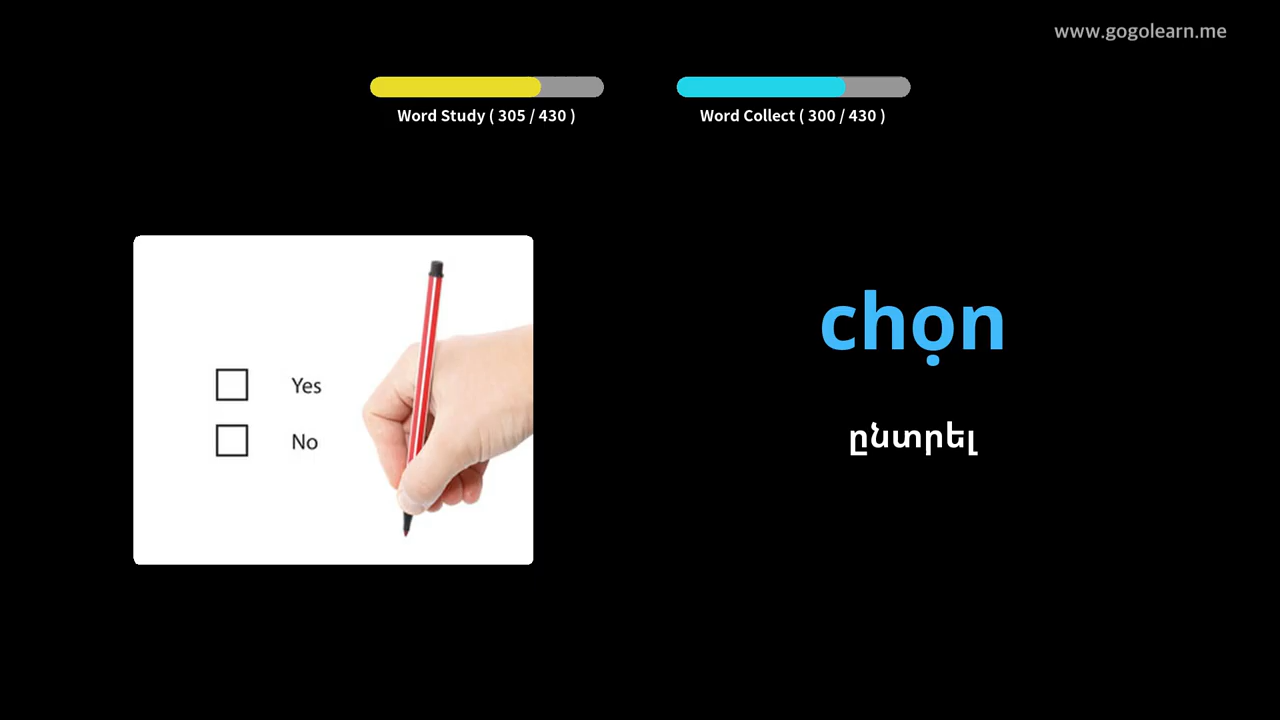 www.gogolearn.me
Word Study ( 305 / 430 )
Word Collect ( 300 / 430 )
Yes
No
chọn
ընտրել